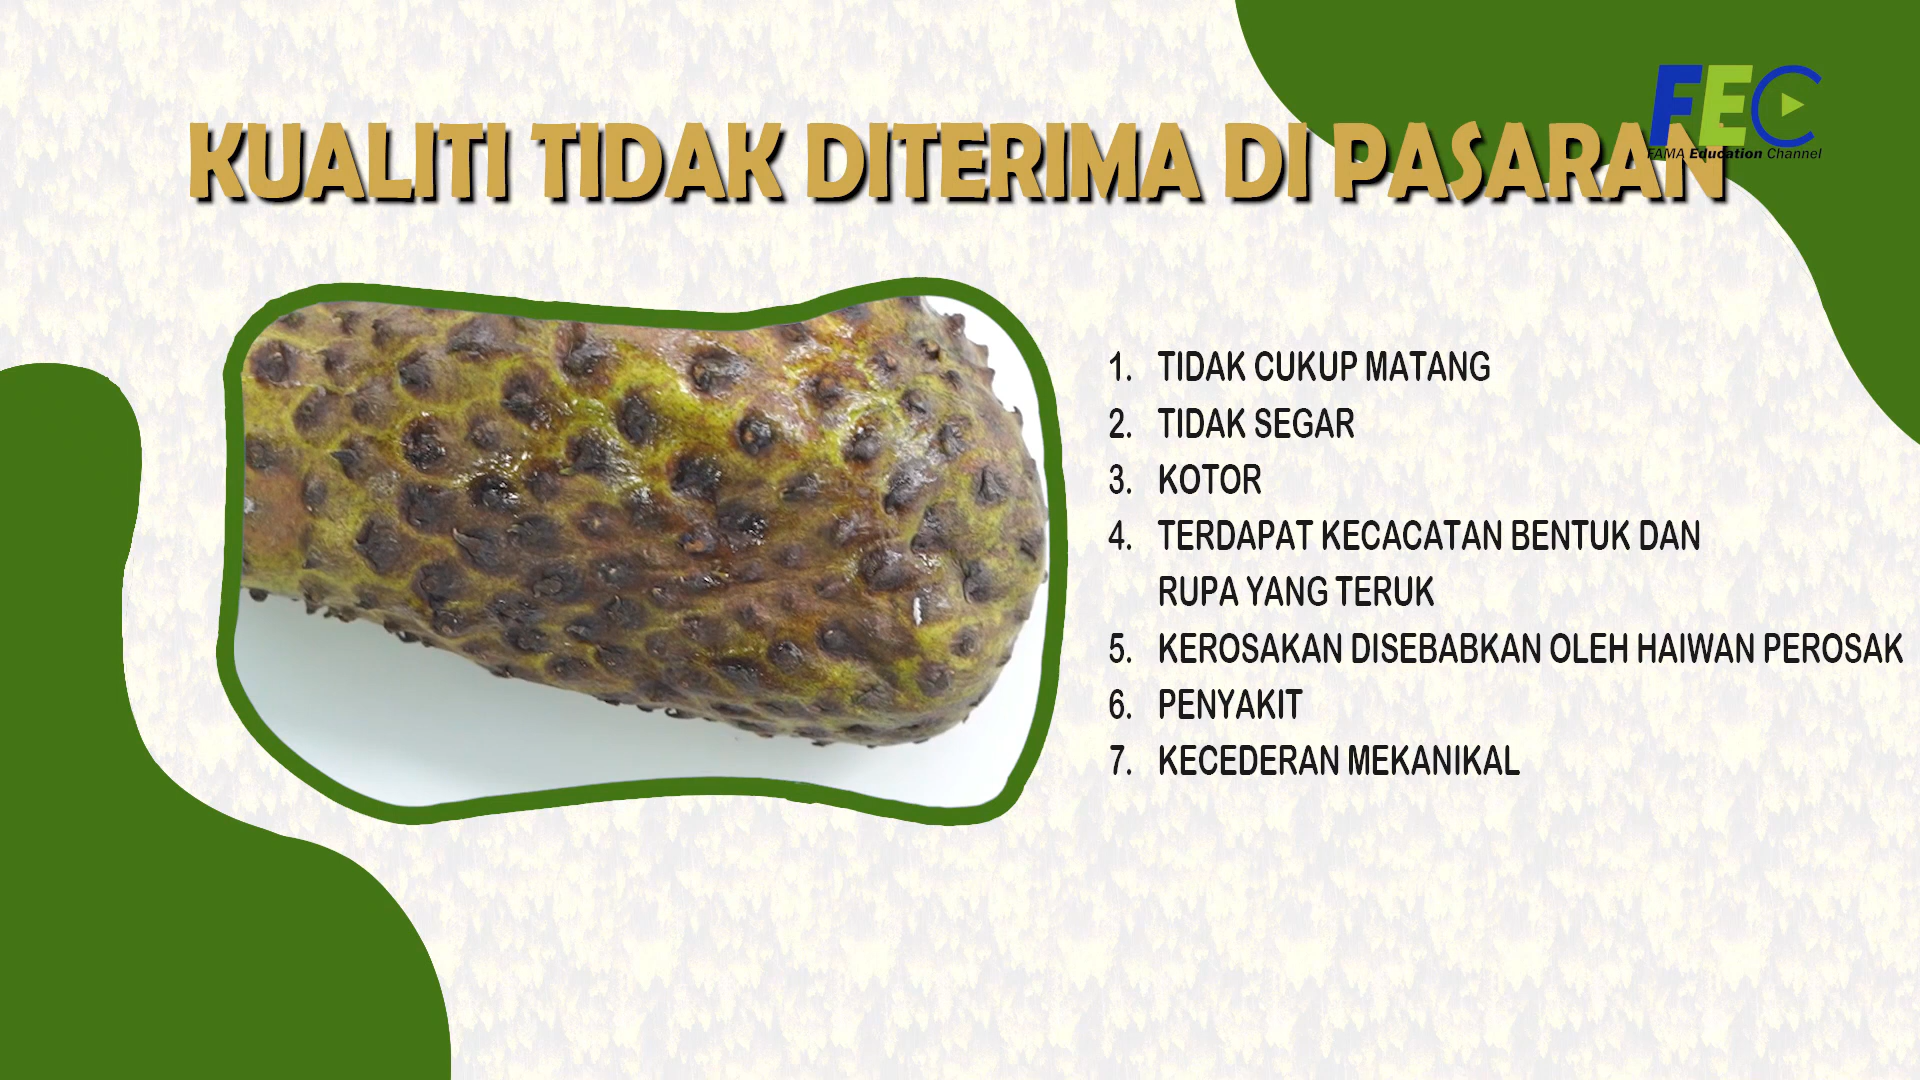 FEC
FAMA Education Channel
KUALITI TIDAK DITERIMA DI PASARAN
1. TIDAK CUKUP MATANG
2. TIDAK SEGAR
3. KOTOR
4. TERDAPAT KECACATAN BENTUK DAN
RUPA YANG TERUK
5. KEROSAKAN DISEBABKAN OLEH HAIWAN PEROSAK
6. PENYAKIT
7. KECEDERAN MEKANIKAL